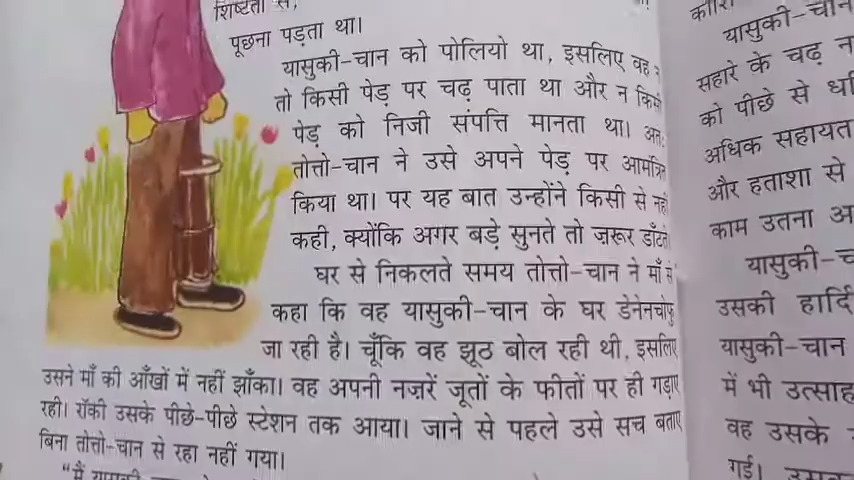 शिष्टता से,
पूछना पड़ता था।
यासुकी-चान को पोलियो था, इसलिए वह न
तो किसी पेड़ पर चढ़ पाता था और न किसी
पेड़ को निजी संपत्ति मानता था। अतः
तोत्तो-चान ने उसे अपने पेड़ पर आमंत्रित
किया था। पर यह बात उन्होंने किसी से नहीं
कही, क्योंकि अगर बड़े सुनते तो ज़रूर डाँटते
घर से निकलते समय तोत्तो-चान ने माँ से
कहा कि वह यासुकी-चान के घर डेनेनचोफु
जा रही है। चूँकि वह झूठ बोल रही थी, इसलिए
उसने माँ की आँखों में नहीं झाँका। वह अपनी नज़रें जूतों के फीतों पर ही गड़ाए
रही। रॉकी उसके पीछे-पीछे स्टेशन तक आया। जाने से पहले उसे सच बताए
बिना तोत्तो-चान से रहा नहीं गया।
“मैं यासुकी
यासुकी-चान
सहारे के चढ़ न
को पीछे से
अधिक सहायत
और हताशा से
काम उतना अ
यासुकी-च
उसकी हार्दि
यासुकी-चान
में भी उत्साह
वह उसके
गई।